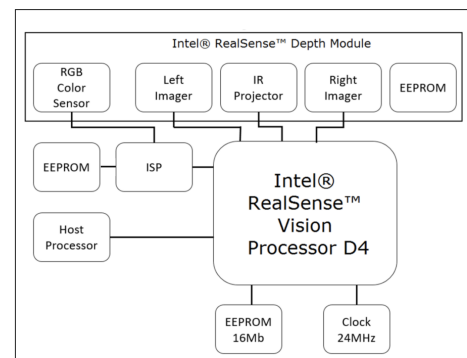 Intel® RealSense™ Depth Module
RGB
Color
Sensor
Left
Imager
IR
Projector
Right
Imager
EEPROM
EEPROM
ISP
Intel®
RealSense™
Vision
Processor D4
Host
Processor
EEPROM
16Mb
Clock
24MHz